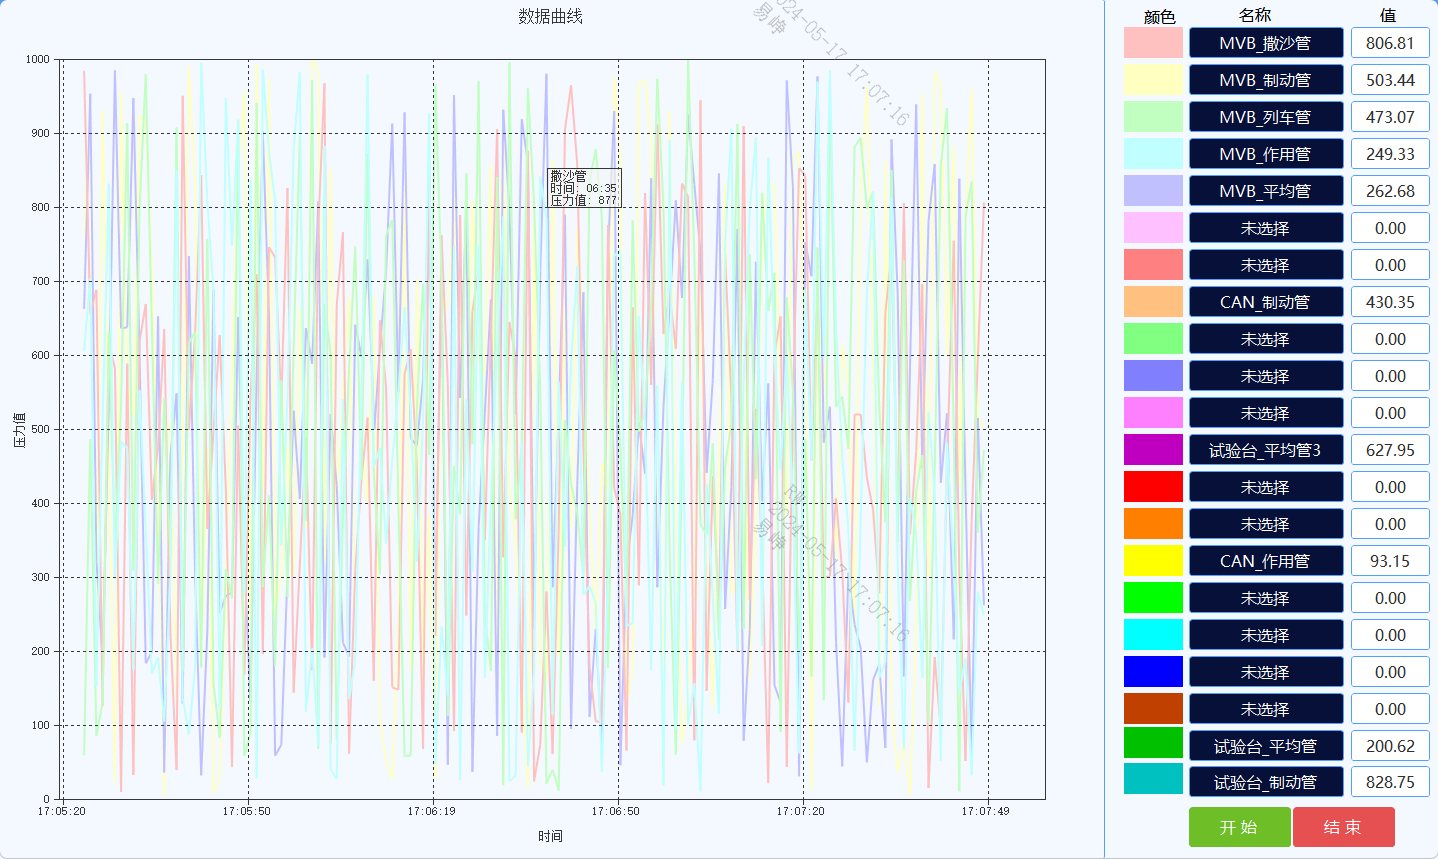 数据曲线
2024-05-17 17:07:16
易峥
1000
900
800
700
600
500
400
300
200
100
0
压力值
撒沙管
时间: 06:35
压力值: 877
2024-05-17 17:07:16
易峥
17:05:20 17:05:50 17:06:19 17:06:50 17:07:20 17:07:49
时间
颜色 名称 值
MVB_撒沙管 806.81
MVB_制动管 503.44
MVB_列车管 473.07
MVB_作用管 249.33
MVB_平均管 262.68
未选择 0.00
未选择 0.00
CAN_制动管 430.35
未选择 0.00
未选择 0.00
未选择 0.00
试验台_平均管3 627.95
未选择 0.00
未选择 0.00
CAN_作用管 93.15
未选择 0.00
未选择 0.00
未选择 0.00
未选择 0.00
试验台_平均管 200.62
试验台_制动管 828.75
开 始 结 束